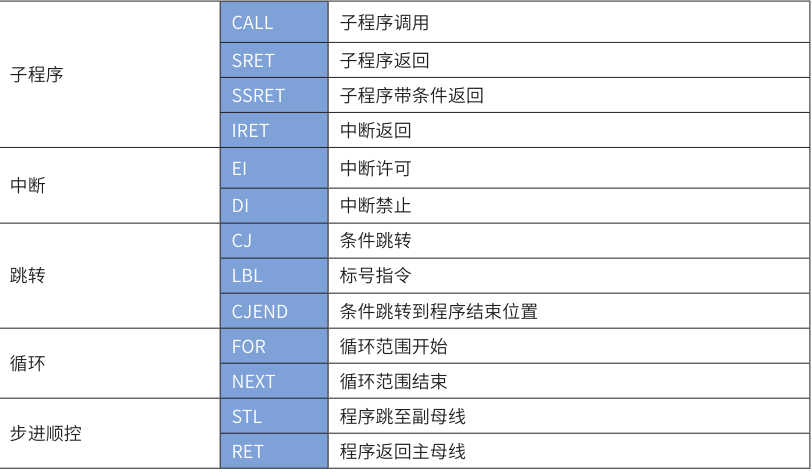 子程序
CALL 子程序调用
SRET 子程序返回
SSRET 子程序带条件返回
IRET 中断返回
中断
EI 中断许可
DI 中断禁止
跳转
CJ 条件跳转
LBL 标号指令
CJEND 条件跳转到程序结束位置
循环
FOR 循环范围开始
NEXT 循环范围结束
步进顺控
STL 程序跳至副母线
RET 程序返回主母线